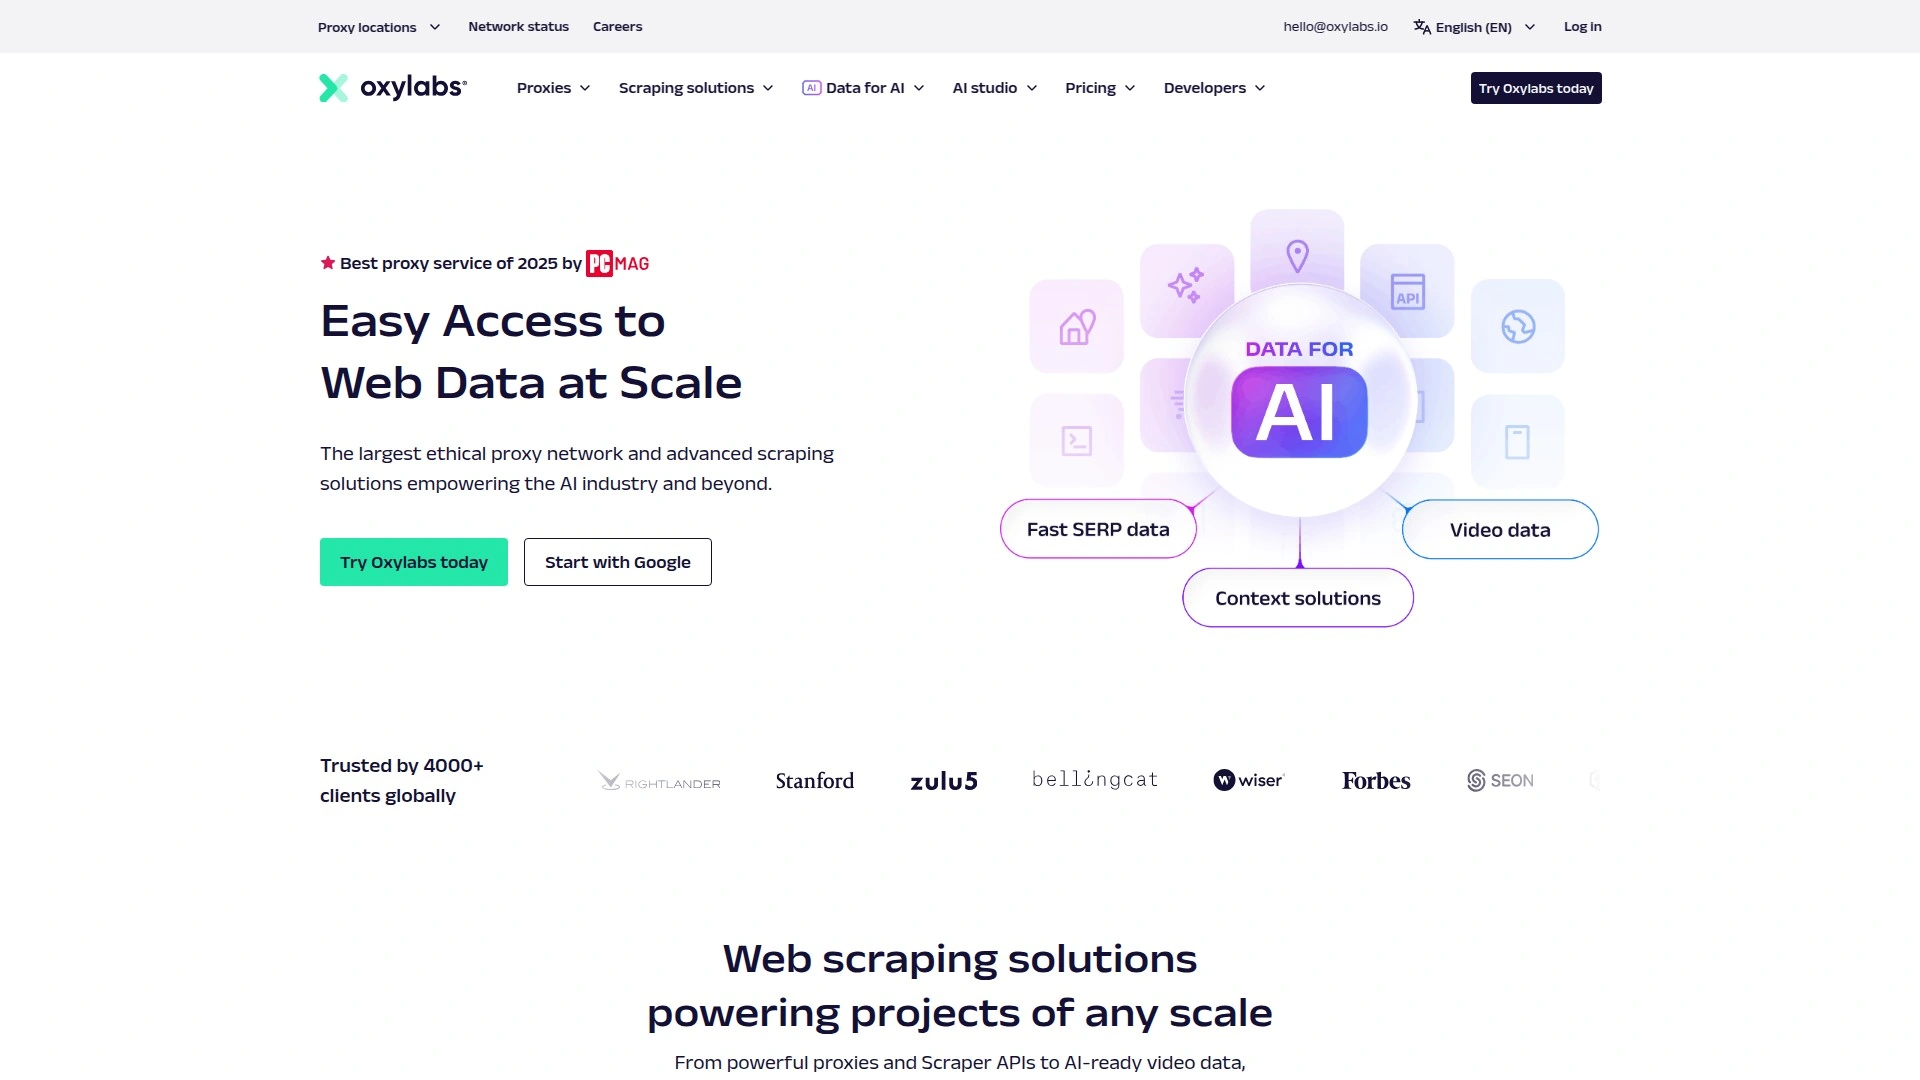 Proxy locations
Network status
Careers
hello@oxylabs.io
English (EN)
Log in
oxylabs®
Proxies
Scraping solutions
AI Data for AI
AI studio
Pricing
Developers
Try Oxylabs today
Best proxy service of 2025 by PC MAG
Easy Access to
Web Data at Scale
The largest ethical proxy network and advanced scraping
solutions empowering the AI industry and beyond.
Try Oxylabs today
Start with Google
API
DATA FOR
AI
Fast SERP data
Video data
Context solutions
Trusted by 4000+
clients globally
RIGHTLANDER
Stanford
zulu5
bellingcat
wiser
Forbes
SEON
Web scraping solutions
powering projects of any scale
From powerful proxies and Scraper APIs to AI-ready video data,